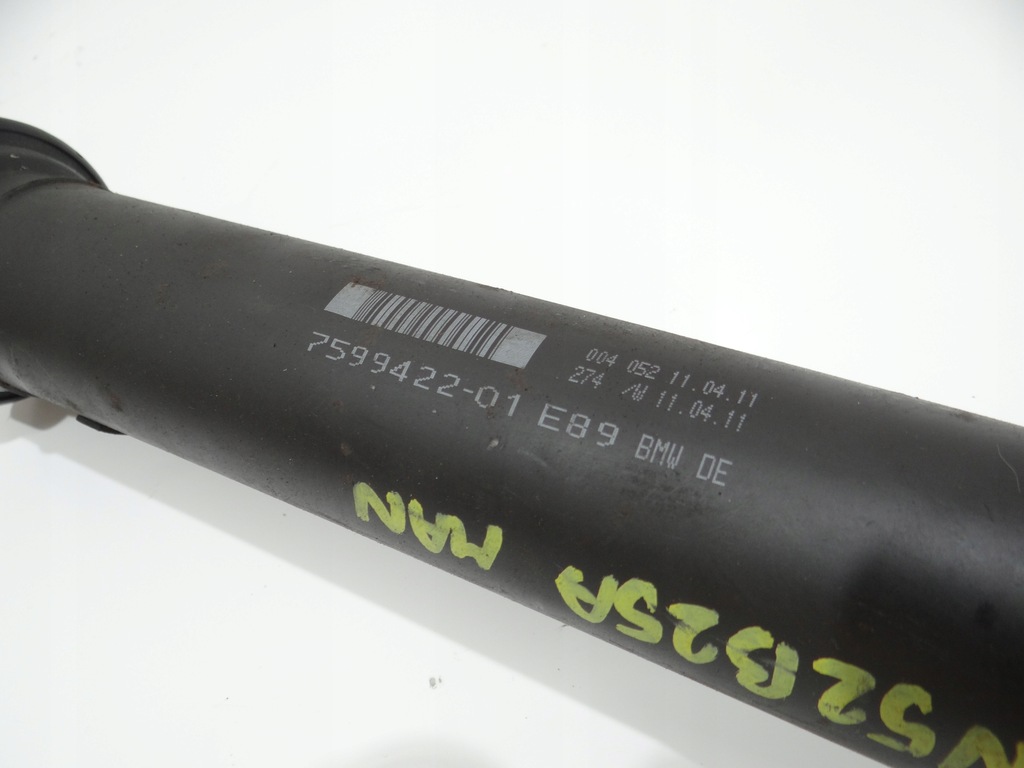 7599422-01 E89 BMW DE
004 052 11.04.11
274 /W 11.04.11
N52B25A MAN